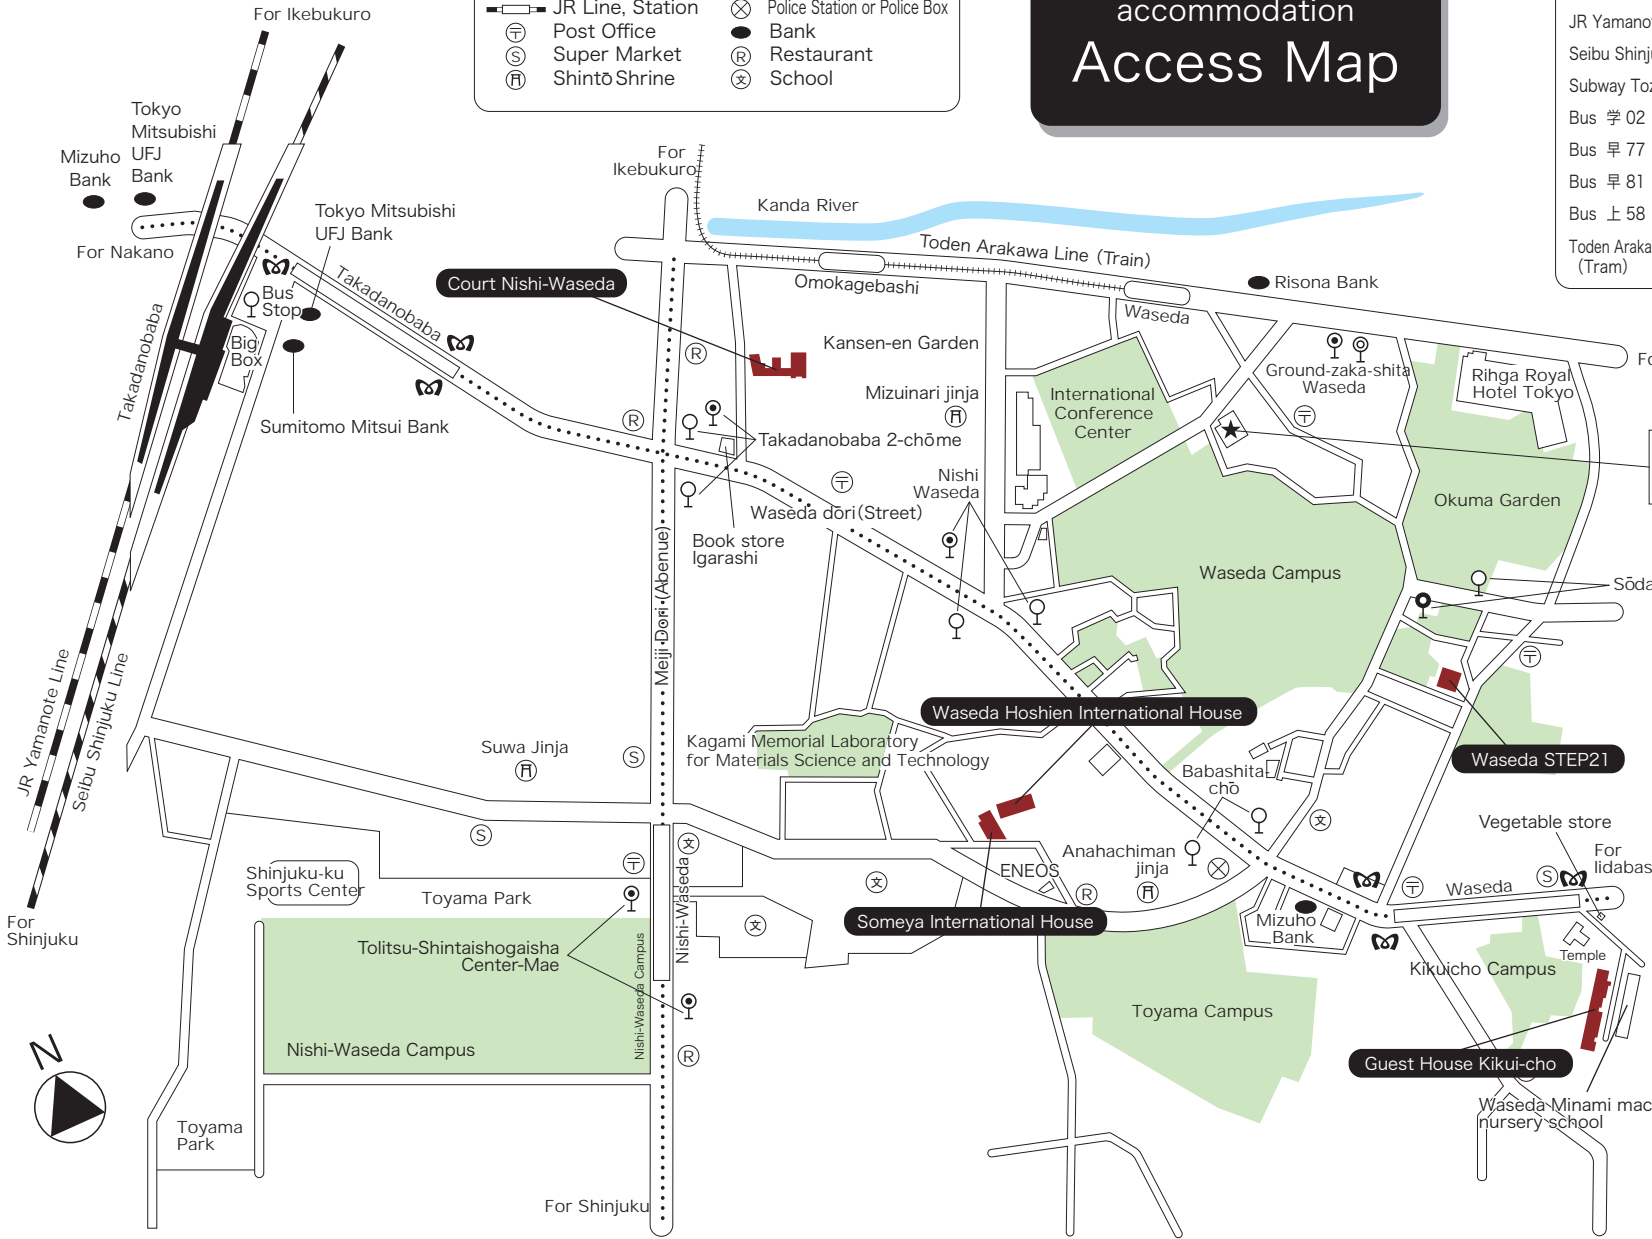 For Ikebukuro
JR Line, Station
Police Station or Police Box
Post Office
Bank
Super Market
Restaurant
Shintō Shrine
School
accommodation
Access Map
JR Yamano
Seibu Shinj
Subway Toz
Bus 学 02
Bus 早 77
Bus 早 81
Bus 上 58
Toden Araka
(Tram)
Tokyo
Mitsubishi
UFJ
Bank
Mizuho
Bank
For Nakano
Tokyo Mitsubishi
UFJ Bank
Bus
Stop
Big
Box
Sumitomo Mitsui Bank
Takadanobaba
Takadanobaba
For
Ikebukuro
Kanda River
Toden Arakawa Line (Train)
Omokagebashi
Waseda
Risona Bank
Court Nishi-Waseda
Kansen-en Garden
Mizuinari jinja
International
Conference
Center
Ground-zaka-shita
Waseda
Rihga Royal
Hotel Tokyo
Fo
Takadanobaba 2-chōme
Nishi
Waseda
Okuma Garden
Waseda dori(Street)
Book store
Igarashi
Waseda Campus
Sōda
Meiji Dori (Abenue)
JR Yamanote Line
Seibu Shinjuku Line
Waseda Hoshien International House
Suwa Jinja
Kagami Memorial Laboratory
for Materials Science and Technology
Waseda STEP21
Babashita-
chō
Vegetable store
For
Iidabas
Anahachiman
jinja
ENEOS
Waseda
Shinjuku-ku
Sports Center
Toyama Park
For
Shinjuku
Nishi-Waseda
Someya International House
Mizuho
Bank
Tolitsu-Shintaishogaisha
Center-Mae
Nishi-Waseda Campus
Kikuicho Campus
Temple
Toyama Campus
N
Nishi-Waseda Campus
Guest House Kikui-cho
Waseda Minami mac
nursery school
Toyama
Park
For Shinjuku